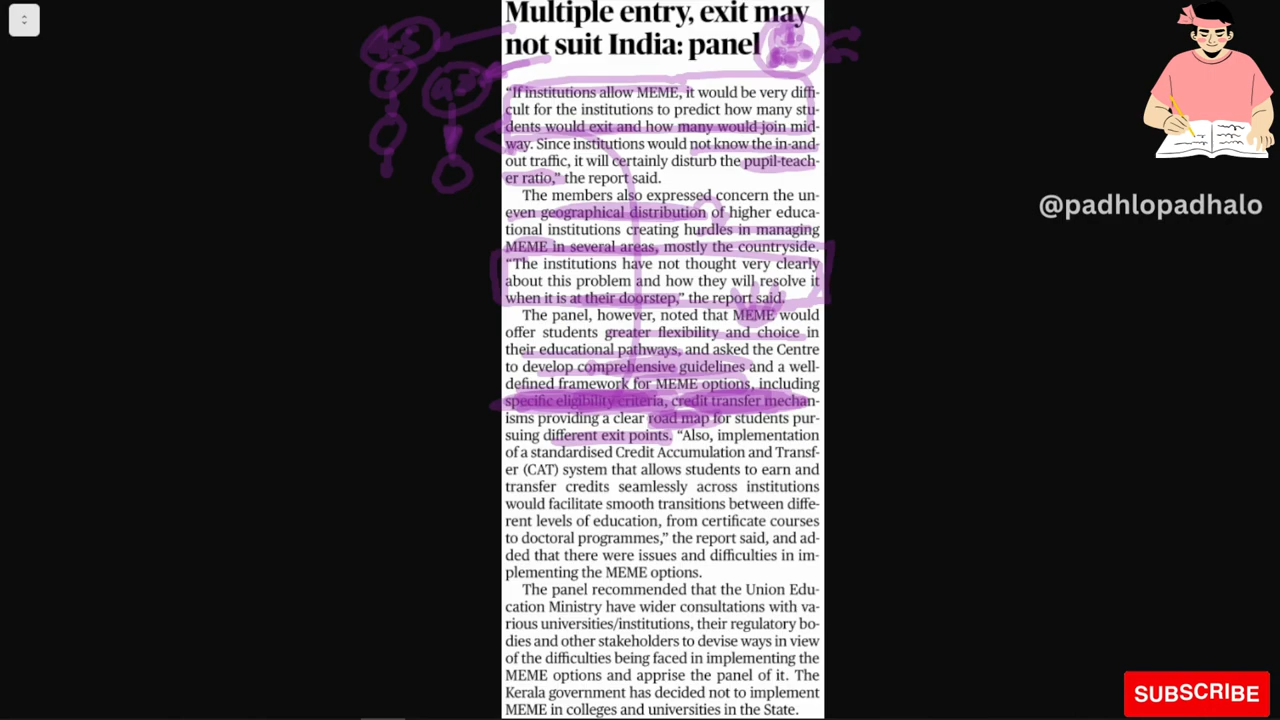 Multiple entry, exit may
not suit India: panel
“If institutions allow MEME, it would be very diffi-
cult for the institutions to predict how many stu-
dents would exit and how many would join mid-
way. Since institutions would not know the in-and-
out traffic, it will certainly disturb the pupil-teach-
er ratio,” the report said.
The members also expressed concern the un-
even geographical distribution of higher educa-
tional institutions creating hurdles in managing
MEME in several areas, mostly the countryside.
“The institutions have not thought very clearly
about this problem and how they will resolve it
when it is at their doorstep,” the report said.
The panel, however, noted that MEME would
offer students greater flexibility and choice in
their educational pathways, and asked the Centre
to develop comprehensive guidelines and a well-
defined framework for MEME options, including
specific eligibility criteria, credit transfer mechan-
isms providing a clear road map for students pur-
suing different exit points. “Also, implementation
of a standardised Credit Accumulation and Transf-
er (CAT) system that allows students to earn and
transfer credits seamlessly across institutions
would facilitate smooth transitions between diffe-
rent levels of education, from certificate courses
to doctoral programmes,” the report said, and ad-
ded that there were issues and difficulties in im-
plementing the MEME options.
The panel recommended that the Union Edu-
cation Ministry have wider consultations with va-
rious universities/institutions, their regulatory bo-
dies and other stakeholders to devise ways in view
of the difficulties being faced in implementing the
MEME options and apprise the panel of it. The
Kerala government has decided not to implement
MEME in colleges and universities in the State.
@padhlopadhalo
SUBSCRIBE